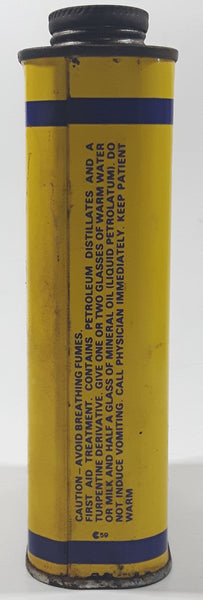 CAUTION – AVOID BREATHING FUMES.
FIRST AID TREATMENT. CONTAINS PETROLEUM DISTILLATES AND A
TURPENTINE DERIVATIVE. GIVE ONE OR TWO GLASSES OF WARM WATER
OR MILK AND HALF A GLASS OF MINERAL OIL (LIQUID PETROLATUM). DO
NOT INDUCE VOMITING. CALL PHYSICIAN IMMEDIATELY. KEEP PATIENT
WARM
59